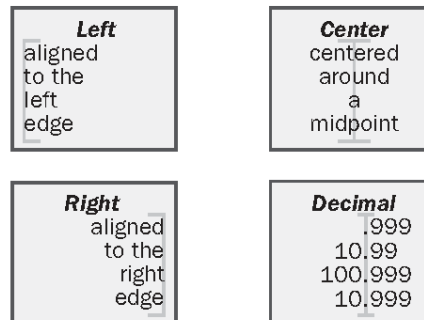 Left
aligned
to the
left
edge
Center
centered
around
a
midpoint
Right
aligned
to the
right
edge
Decimal
.999
10.99
100.999
10.999